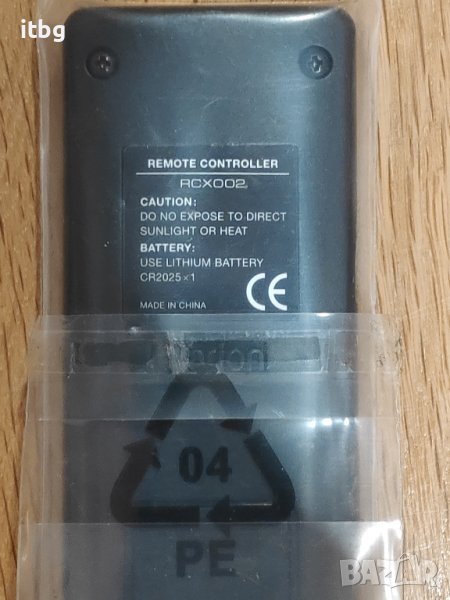 itbg
REMOTE CONTROLLER
RCX002
CAUTION:
DO NO EXPOSE TO DIRECT
SUNLIGHT OR HEAT
BATTERY:
USE LITHIUM BATTERY
CR2025×1
MADE IN CHINA
CE
04
PE
BAZAR